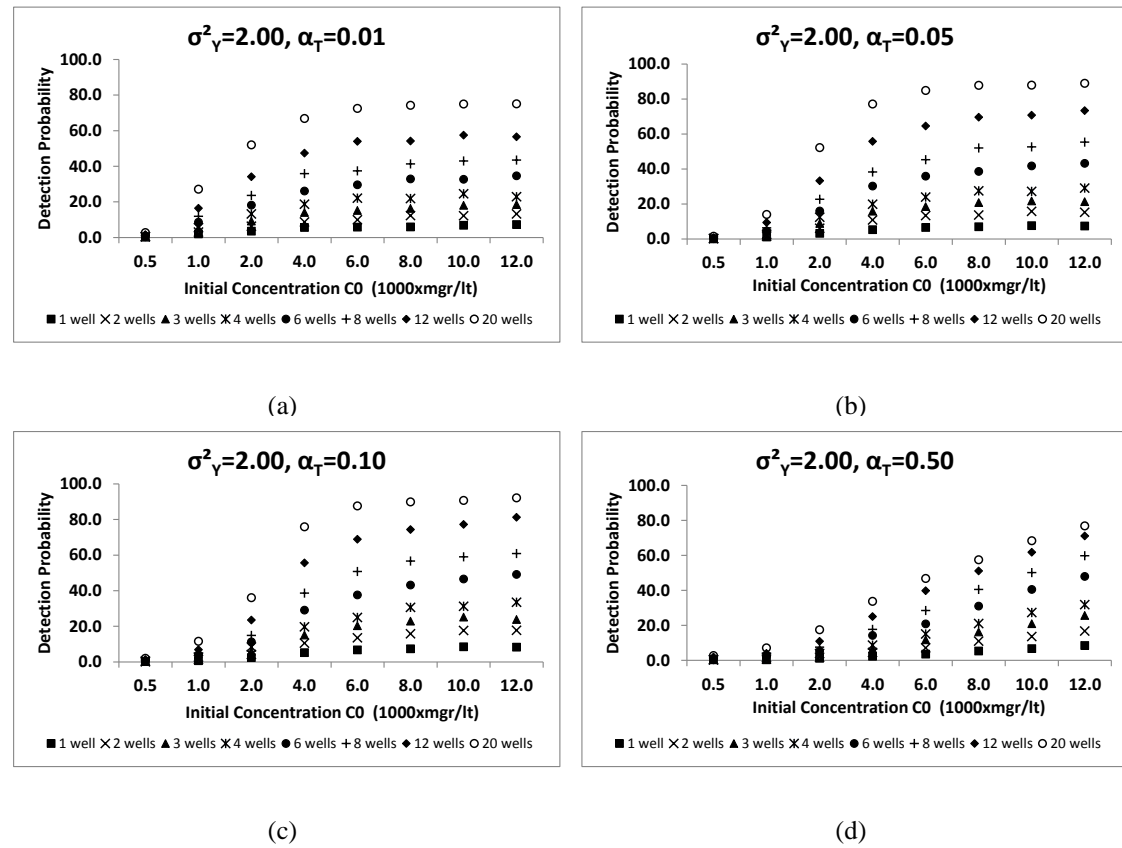 σ²Y=2.00, αT=0.01
Detection Probability
100.0
80.0
60.0
40.0
20.0
0.0
0.5 1.0 2.0 4.0 6.0 8.0 10.0 12.0
Initial Concentration C0 (1000xmgr/lt)
1 well 2 wells 3 wells 4 wells 6 wells 8 wells 12 wells 20 wells
(a)
σ²Y=2.00, αT=0.05
Detection Probability
100.0
80.0
60.0
40.0
20.0
0.0
0.5 1.0 2.0 4.0 6.0 8.0 10.0 12.0
Initial Concentration C0 (1000xmgr/lt)
1 well 2 wells 3 wells 4 wells 6 wells 8 wells 12 wells 20 wells
(b)
σ²Y=2.00, αT=0.10
Detection Probability
100.0
80.0
60.0
40.0
20.0
0.0
0.5 1.0 2.0 4.0 6.0 8.0 10.0 12.0
Initial Concentration C0 (1000xmgr/lt)
1 well 2 wells 3 wells 4 wells 6 wells 8 wells 12 wells 20 wells
(c)
σ²Y=2.00, αT=0.50
Detection Probability
100.0
80.0
60.0
40.0
20.0
0.0
0.5 1.0 2.0 4.0 6.0 8.0 10.0 12.0
Initial Concentration C0 (1000xmgr/lt)
1 well 2 wells 3 wells 4 wells 6 wells 8 wells 12 wells 20 wells
(d)